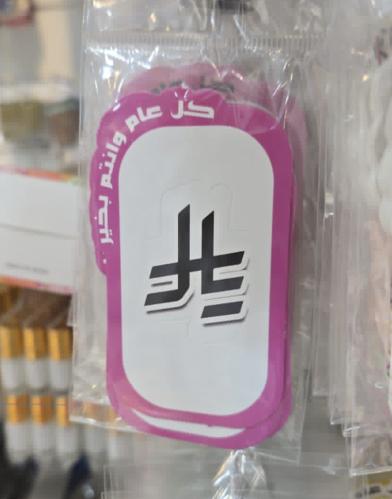 كل عام وانتم بخير